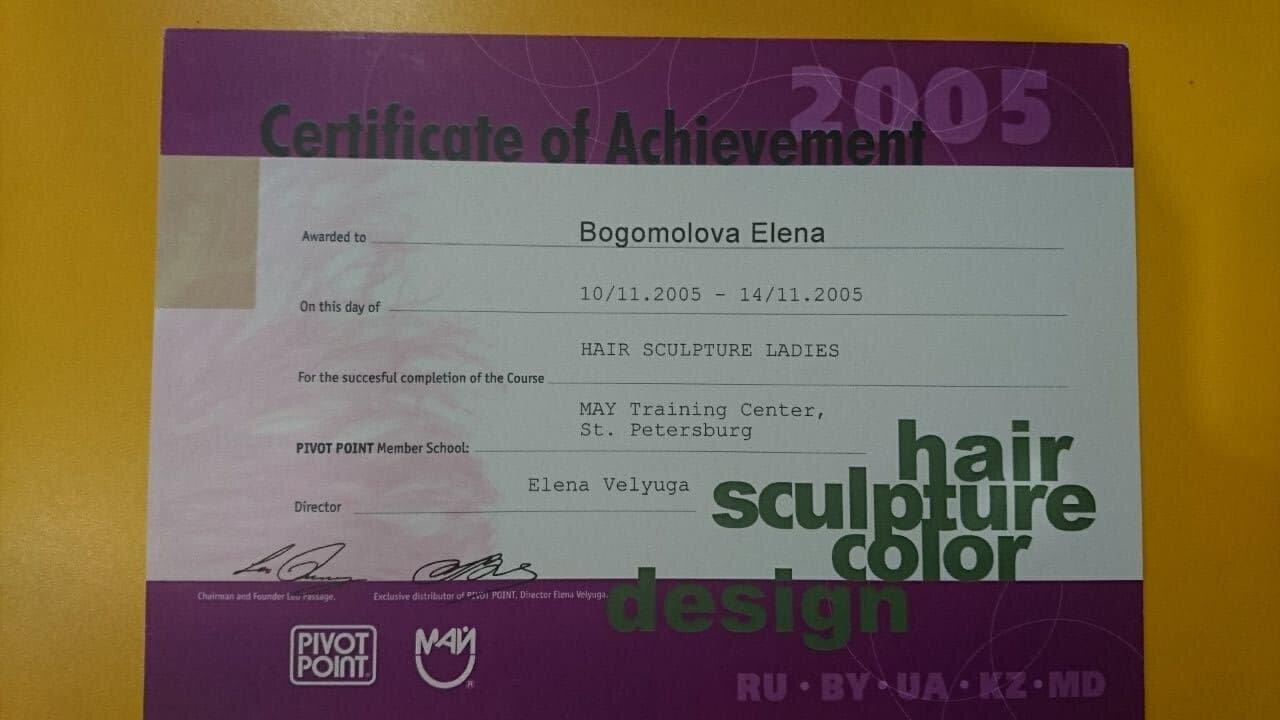 2005
Certificate of Achievement
Awarded to Bogomolova Elena
On this day of 10/11.2005 - 14/11.2005
HAIR SCULPTURE LADIES
For the succesful completion of the Course
MAY Training Center,
St. Petersburg
PIVOT POINT Member School:
Elena Velyuga
Director
hair
sculpture
color
design
Chairman and Founder Leo Passage.
Exclusive distributor of PIVOT POINT, Director Elena Velyuga.
PIVOT
POINT
МАЙ
®
RU • BY • UA • KZ • MD